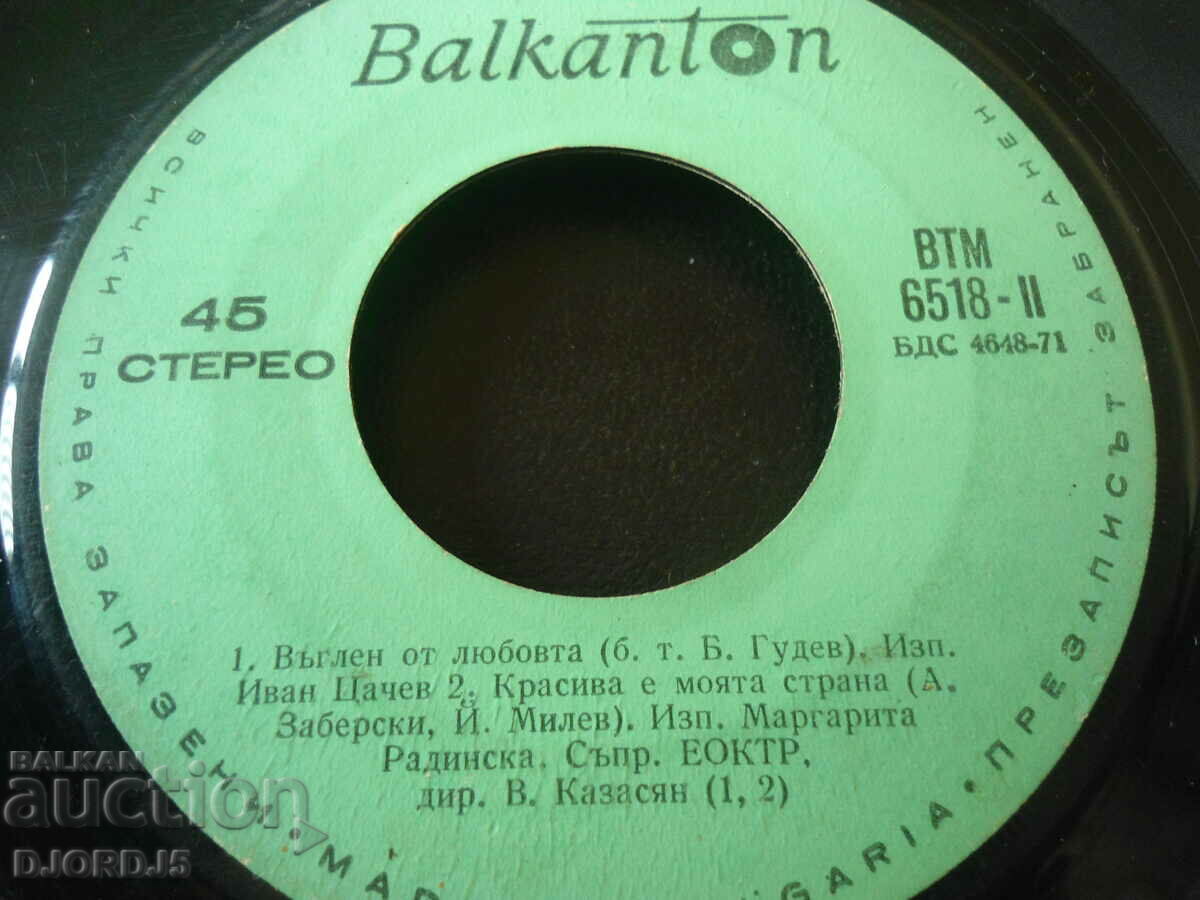 Balkanton
ВСИЧКИ ПРАВА ЗАПАЗЕНИ
ПРЕЗАПИСЪТ ЗАБРАНЕН
45
СТЕРЕО
ВТМ
6518-II
БДС 4648-71
1. Въглен от любовта (б. т. Б. Гудев). Изп.
Иван Цачев 2. Красива е моята страна (А.
Заберски, Й. Милев). Изп. Маргарита
Радинска. Съпр. ЕОКТР,
дир. В. Казасян (1, 2)
BALKAN
auction
DJORDJ5